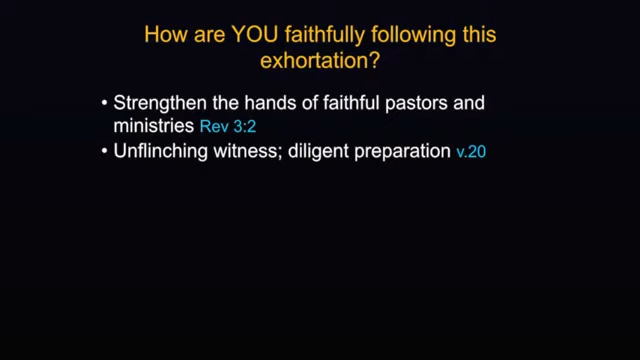 How are YOU faithfully following this
exhortation?
• Strengthen the hands of faithful pastors and
ministries Rev 3:2
• Unflinching witness; diligent preparation v.20